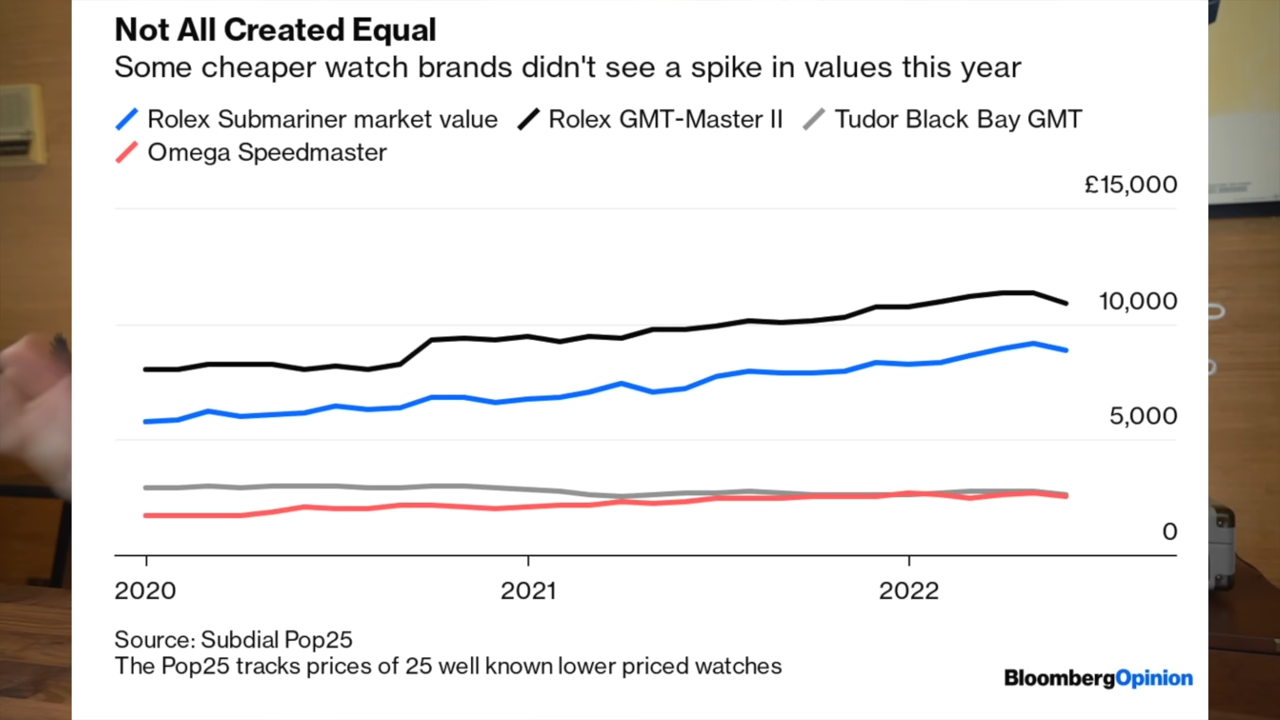 Not All Created Equal
Some cheaper watch brands didn't see a spike in values this year
Rolex Submariner market value Rolex GMT-Master II Tudor Black Bay GMT
Omega Speedmaster
£15,000
10,000
5,000
0
2020 2021 2022
Source: Subdial Pop25
The Pop25 tracks prices of 25 well known lower priced watches
BloombergOpinion